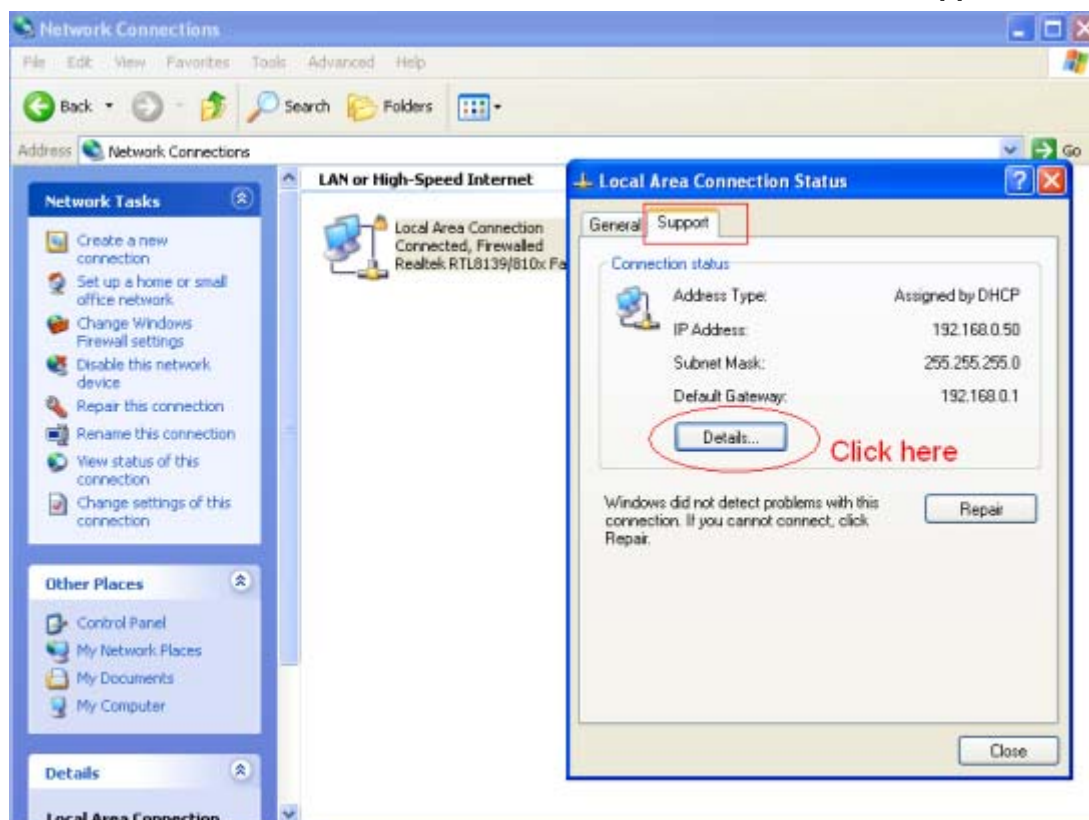 Network Connections
File Edit View Favorites Tools Advanced Help
Back Search Folders
Address Network Connections Go
LAN or High-Speed Internet
Network Tasks
Create a new
connection
Set up a home or small
office network
Change Windows
Firewall settings
Disable this network
device
Repair this connection
Rename this connection
View status of this
connection
Change settings of this
connection
Other Places
Control Panel
My Network Places
My Documents
My Computer
Details
Local Area Connection
Local Area Connection
Connected, Firewalled
Realtek RTL8139/810x Fa
Local Area Connection Status
General Support
Connection status
Address Type: Assigned by DHCP
IP Address: 192.168.0.50
Subnet Mask: 255.255.255.0
Default Gateway: 192.168.0.1
Details...
Click here
Windows did not detect problems with this
connection. If you cannot connect, click
Repair.
Repair
Close